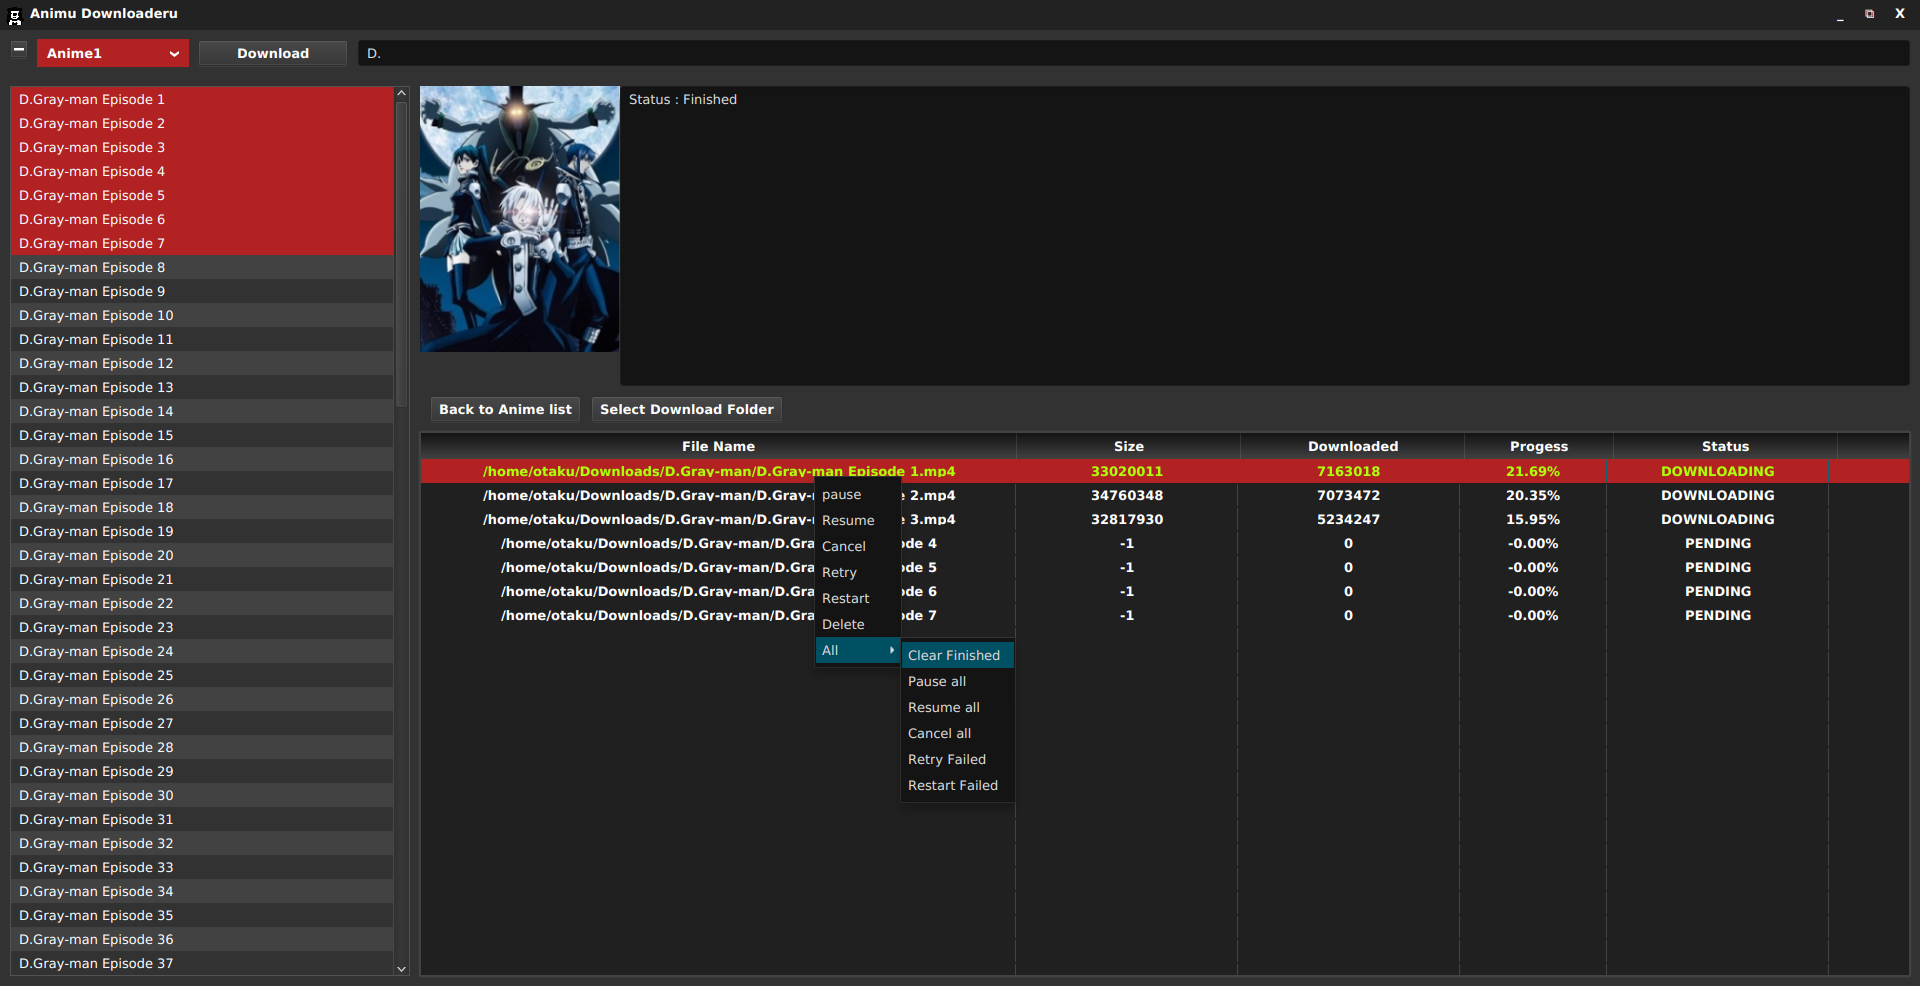 Animu Downloaderu
_ X
Anime1
Download
D.
D.Gray-man Episode 1
D.Gray-man Episode 2
D.Gray-man Episode 3
D.Gray-man Episode 4
D.Gray-man Episode 5
D.Gray-man Episode 6
D.Gray-man Episode 7
D.Gray-man Episode 8
D.Gray-man Episode 9
D.Gray-man Episode 10
D.Gray-man Episode 11
D.Gray-man Episode 12
D.Gray-man Episode 13
D.Gray-man Episode 14
D.Gray-man Episode 15
D.Gray-man Episode 16
D.Gray-man Episode 17
D.Gray-man Episode 18
D.Gray-man Episode 19
D.Gray-man Episode 20
D.Gray-man Episode 21
D.Gray-man Episode 22
D.Gray-man Episode 23
D.Gray-man Episode 24
D.Gray-man Episode 25
D.Gray-man Episode 26
D.Gray-man Episode 27
D.Gray-man Episode 28
D.Gray-man Episode 29
D.Gray-man Episode 30
D.Gray-man Episode 31
D.Gray-man Episode 32
D.Gray-man Episode 33
D.Gray-man Episode 34
D.Gray-man Episode 35
D.Gray-man Episode 36
D.Gray-man Episode 37
Status : Finished
Back to Anime list
Select Download Folder
File Name Size Downloaded Progess Status
/home/otaku/Downloads/D.Gray-man/D.Gray-man Episode 1.mp4 33020011 7163018 21.69% DOWNLOADING
/home/otaku/Downloads/D.Gray-man/D.Gray- e 2.mp4 34760348 7073472 20.35% DOWNLOADING
/home/otaku/Downloads/D.Gray-man/D.Gray- e 3.mp4 32817930 5234247 15.95% DOWNLOADING
/home/otaku/Downloads/D.Gray-man/D.Gra ode 4 -1 0 -0.00% PENDING
/home/otaku/Downloads/D.Gray-man/D.Gra ode 5 -1 0 -0.00% PENDING
/home/otaku/Downloads/D.Gray-man/D.Gra ode 6 -1 0 -0.00% PENDING
/home/otaku/Downloads/D.Gray-man/D.Gra ode 7 -1 0 -0.00% PENDING
pause
Resume
Cancel
Retry
Restart
Delete
All
Clear Finished
Pause all
Resume all
Cancel all
Retry Failed
Restart Failed